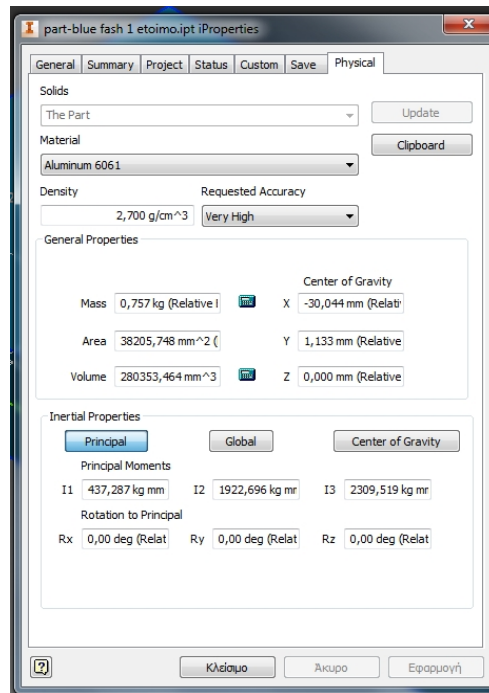 part-blue fash 1 etoimo.ipt iProperties
General Summary Project Status Custom Save Physical
Solids
The Part Update
Material
Clipboard
Aluminum 6061
Density Requested Accuracy
2,700 g/cm^3 Very High
General Properties
Center of Gravity
Mass 0,757 kg (Relative X -30,044 mm (Relati
Area 38205,748 mm^2 ( Y 1,133 mm (Relative
Volume 280353,464 mm^3 Z 0,000 mm (Relative
Inertial Properties
Principal Global Center of Gravity
Principal Moments
I1 437,287 kg mm I2 1922,696 kg mr I3 2309,519 kg mr
Rotation to Principal
Rx 0,00 deg (Relat Ry 0,00 deg (Relat Rz 0,00 deg (Relat
Κλείσιμο Άκυρο Εφαρμογή